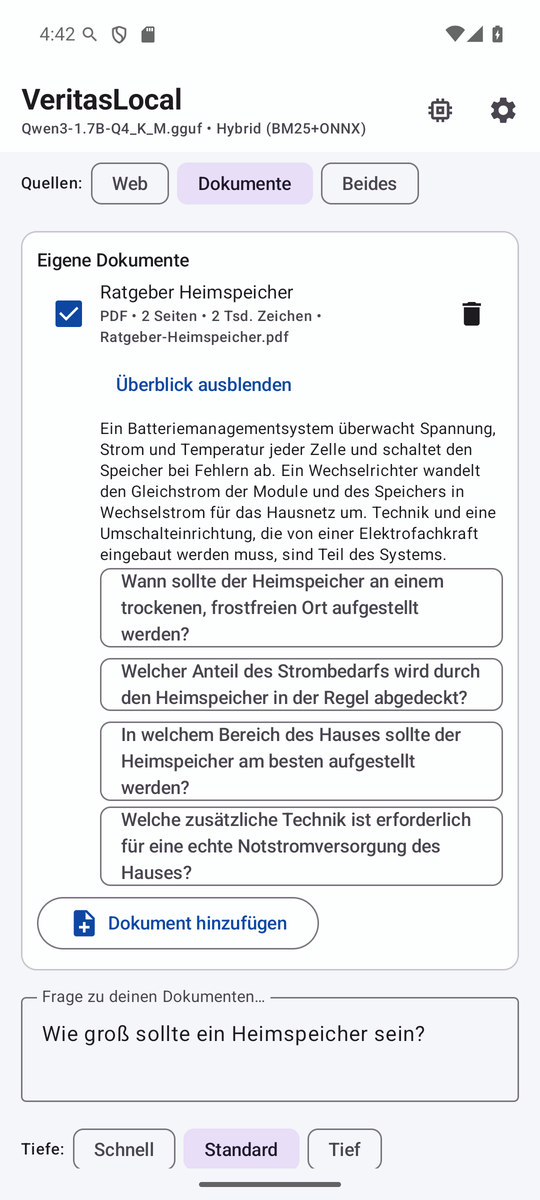 4:42
VeritasLocal
Qwen3-1.7B-Q4_K_M.gguf • Hybrid (BM25+ONNX)
Quellen: Web Dokumente Beides
Eigene Dokumente
Ratgeber Heimspeicher
PDF • 2 Seiten • 2 Tsd. Zeichen •
Ratgeber-Heimspeicher.pdf
Überblick ausblenden
Ein Batteriemanagementsystem überwacht Spannung,
Strom und Temperatur jeder Zelle und schaltet den
Speicher bei Fehlern ab. Ein Wechselrichter wandelt
den Gleichstrom der Module und des Speichers in
Wechselstrom für das Hausnetz um. Technik und eine
Umschalteinrichtung, die von einer Elektrofachkraft
eingebaut werden muss, sind Teil des Systems.
Wann sollte der Heimspeicher an einem
trockenen, frostfreien Ort aufgestellt
werden?
Welcher Anteil des Strombedarfs wird durch
den Heimspeicher in der Regel abgedeckt?
In welchem Bereich des Hauses sollte der
Heimspeicher am besten aufgestellt
werden?
Welche zusätzliche Technik ist erforderlich
für eine echte Notstromversorgung des
Hauses?
Dokument hinzufügen
Frage zu deinen Dokumenten…
Wie groß sollte ein Heimspeicher sein?
Tiefe: Schnell Standard Tief